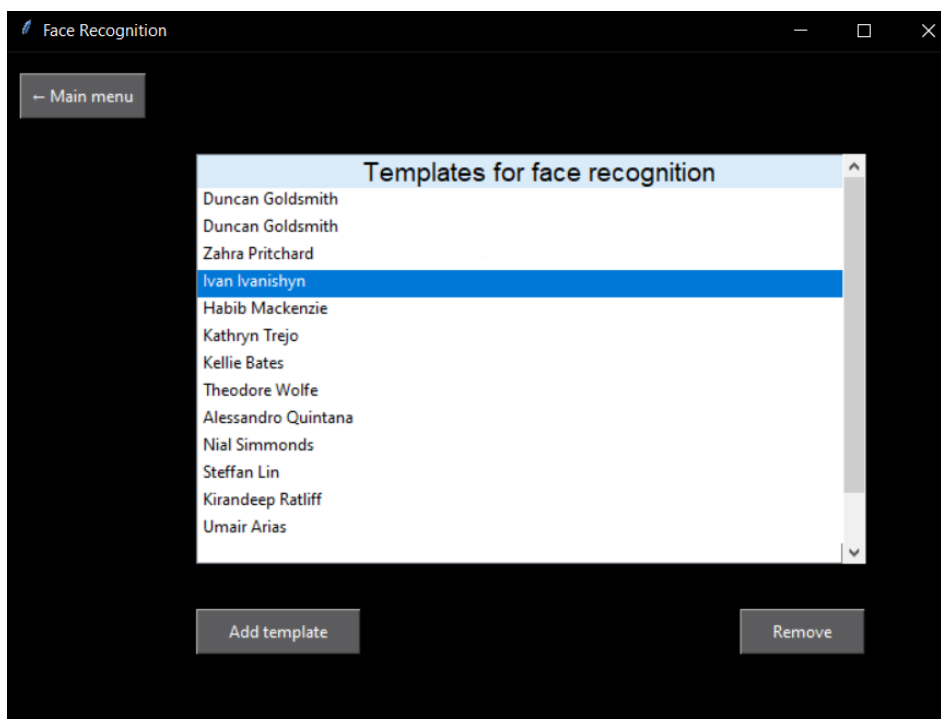 Face Recognition
← Main menu
Templates for face recognition
Duncan Goldsmith
Duncan Goldsmith
Zahra Pritchard
Ivan Ivanishyn
Habib Mackenzie
Kathryn Trejo
Kellie Bates
Theodore Wolfe
Alessandro Quintana
Nial Simmonds
Steffan Lin
Kirandeep Ratliff
Umair Arias
Add template
Remove